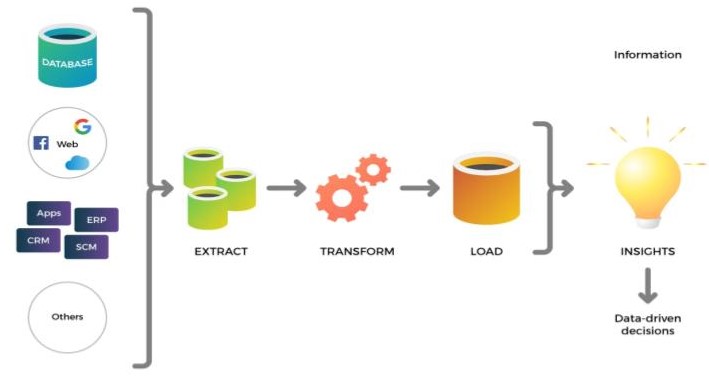 DATABASE
Web
Apps
ERP
CRM
SCM
Others
EXTRACT
TRANSFORM
LOAD
Information
INSIGHTS
Data-driven
decisions